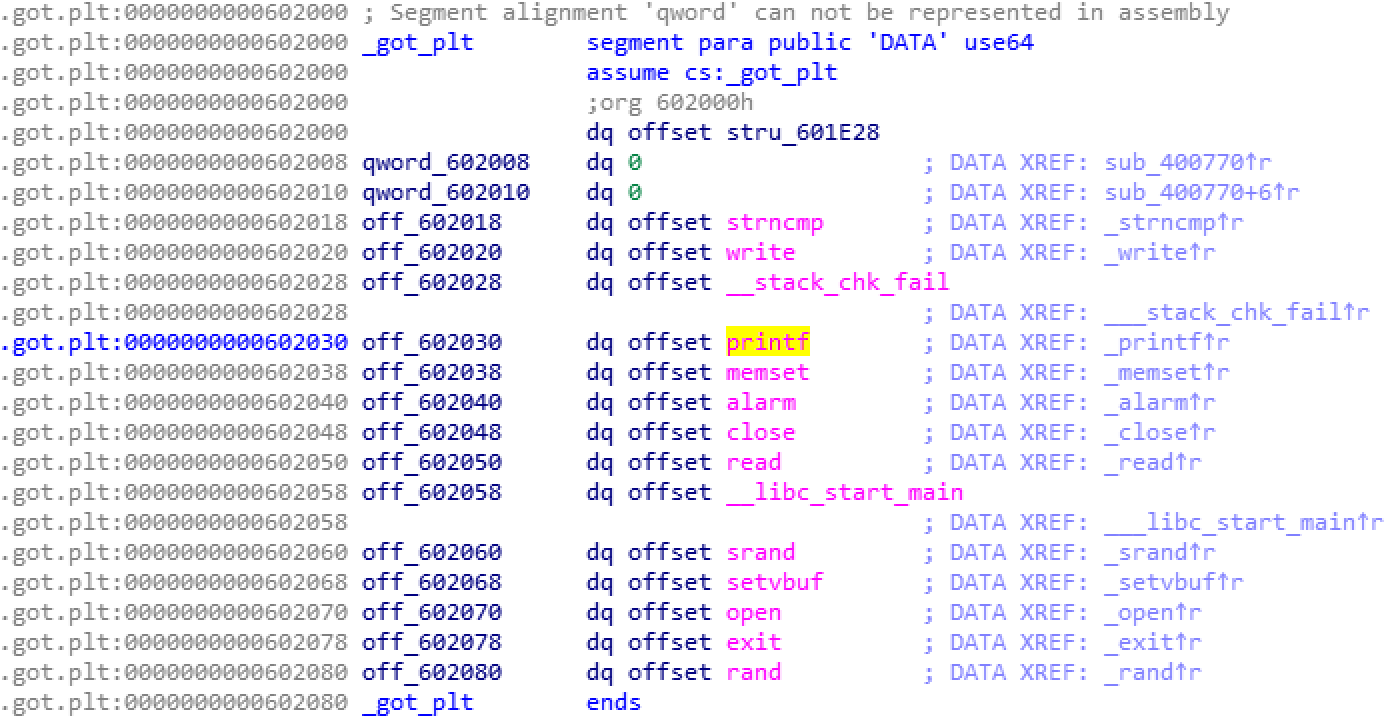 .got.plt:0000000000602000 ; Segment alignment 'qword' can not be represented in assembly
.got.plt:0000000000602000 _got_plt        segment para public 'DATA' use64
.got.plt:0000000000602000                 assume cs:_got_plt
.got.plt:0000000000602000                 ;org 602000h
.got.plt:0000000000602000                 dq offset stru_601E28
.got.plt:0000000000602008 qword_602008    dq 0                    ; DATA XREF: sub_400770↑r
.got.plt:0000000000602010 qword_602010    dq 0                    ; DATA XREF: sub_400770+6↑r
.got.plt:0000000000602018 off_602018      dq offset strncmp       ; DATA XREF: _strncmp↑r
.got.plt:0000000000602020 off_602020      dq offset write         ; DATA XREF: _write↑r
.got.plt:0000000000602028 off_602028      dq offset __stack_chk_fail
.got.plt:0000000000602028                                         ; DATA XREF: ___stack_chk_fail↑r
.got.plt:0000000000602030 off_602030      dq offset printf        ; DATA XREF: _printf↑r
.got.plt:0000000000602038 off_602038      dq offset memset        ; DATA XREF: _memset↑r
.got.plt:0000000000602040 off_602040      dq offset alarm         ; DATA XREF: _alarm↑r
.got.plt:0000000000602048 off_602048      dq offset close         ; DATA XREF: _close↑r
.got.plt:0000000000602050 off_602050      dq offset read          ; DATA XREF: _read↑r
.got.plt:0000000000602058 off_602058      dq offset __libc_start_main
.got.plt:0000000000602058                                         ; DATA XREF: ___libc_start_main↑r
.got.plt:0000000000602060 off_602060      dq offset srand         ; DATA XREF: _srand↑r
.got.plt:0000000000602068 off_602068      dq offset setvbuf       ; DATA XREF: _setvbuf↑r
.got.plt:0000000000602070 off_602070      dq offset open          ; DATA XREF: _open↑r
.got.plt:0000000000602078 off_602078      dq offset exit          ; DATA XREF: _exit↑r
.got.plt:0000000000602080 off_602080      dq offset rand          ; DATA XREF: _rand↑r
.got.plt:0000000000602080 _got_plt        ends